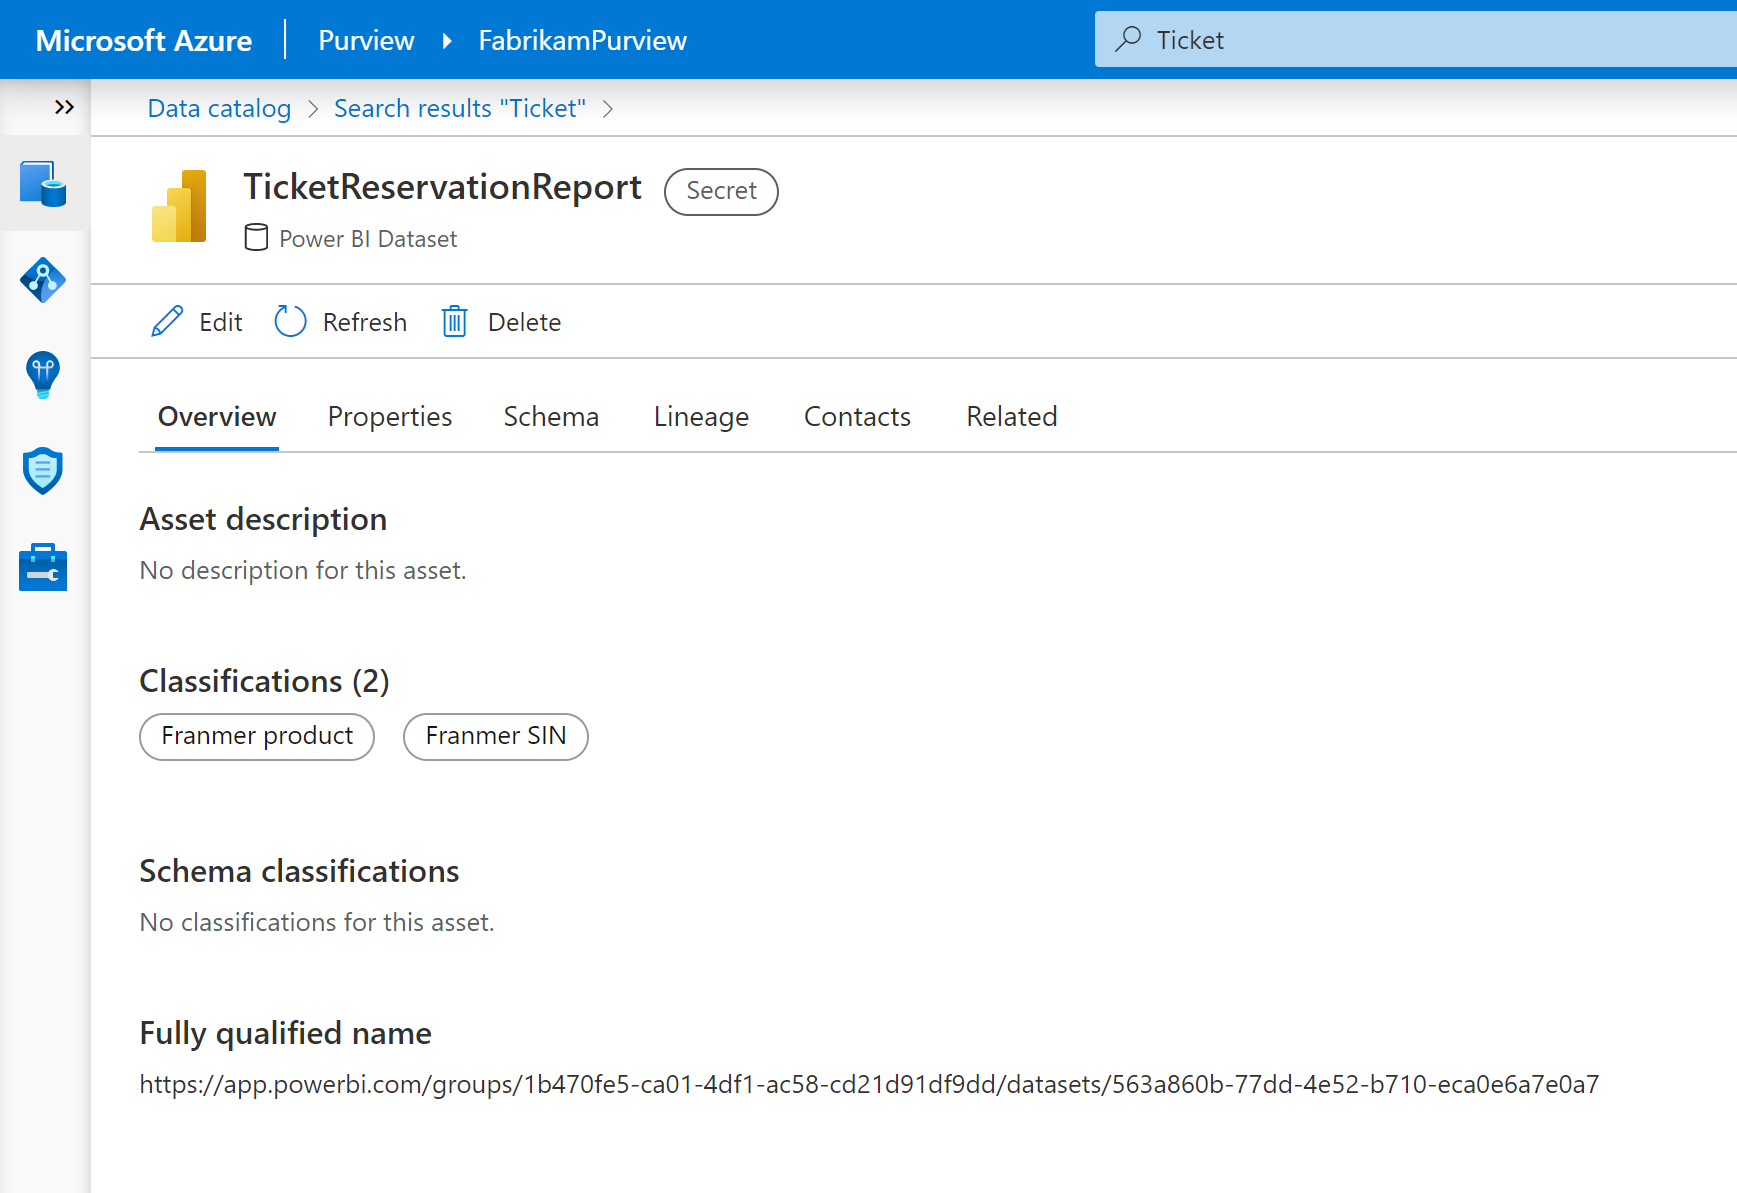 Microsoft Azure
Purview
FabrikamPurview
Ticket
Data catalog
Search results "Ticket"
TicketReservationReport
Secret
Power BI Dataset
Edit
Refresh
Delete
Overview
Properties
Schema
Lineage
Contacts
Related
Asset description
No description for this asset.
Classifications (2)
Franmer product
Franmer SIN
Schema classifications
No classifications for this asset.
Fully qualified name
https://app.powerbi.com/groups/1b470fe5-ca01-4df1-ac58-cd21d91df9dd/datasets/563a860b-77dd-4e52-b710-eca0e6a7e0a7